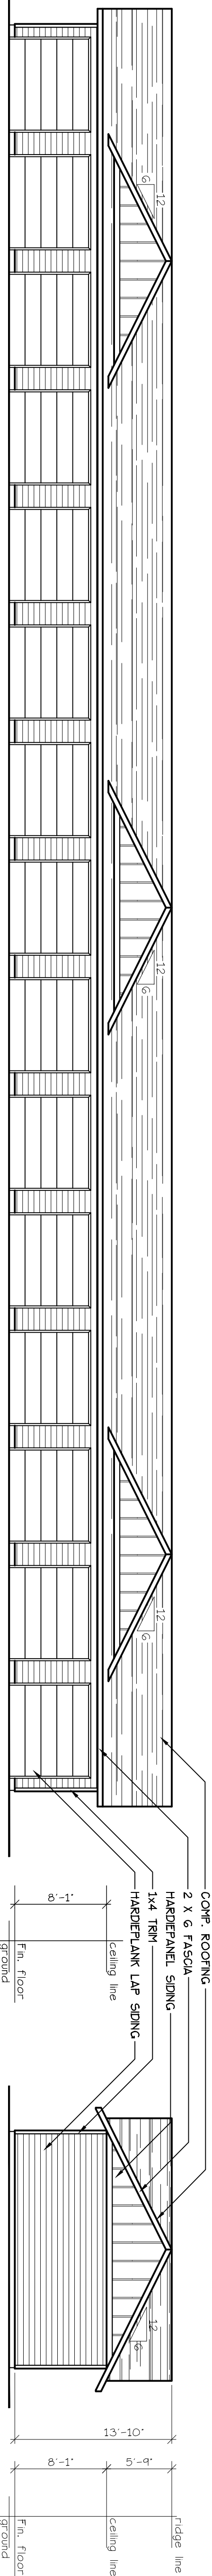 12
6
12
6
12
6
COMP. ROOFING
2 X 6 FASCIA
HARDIEPANEL SIDING
1x4 TRIM
HARDIEPLANK LAP SIDING
8'-1"
ceiling line
Fin. floor
ground
12
6
13'-10"
5'-9"
8'-1"
ridge line
ceiling line
Fin. floor
ground